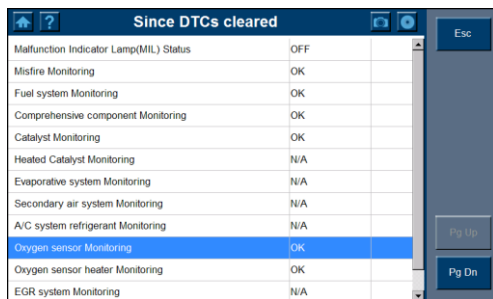 ? Since DTCs cleared
Esc
Malfunction Indicator Lamp(MIL) Status OFF
Misfire Monitoring OK
Fuel system Monitoring OK
Comprehensive component Monitoring OK
Catalyst Monitoring OK
Heated Catalyst Monitoring N/A
Evaporative system Monitoring N/A
Secondary air system Monitoring N/A
A/C system refrigerant Monitoring N/A
Pg Up
Oxygen sensor Monitoring OK
Oxygen sensor heater Monitoring OK
Pg Dn
EGR system Monitoring N/A